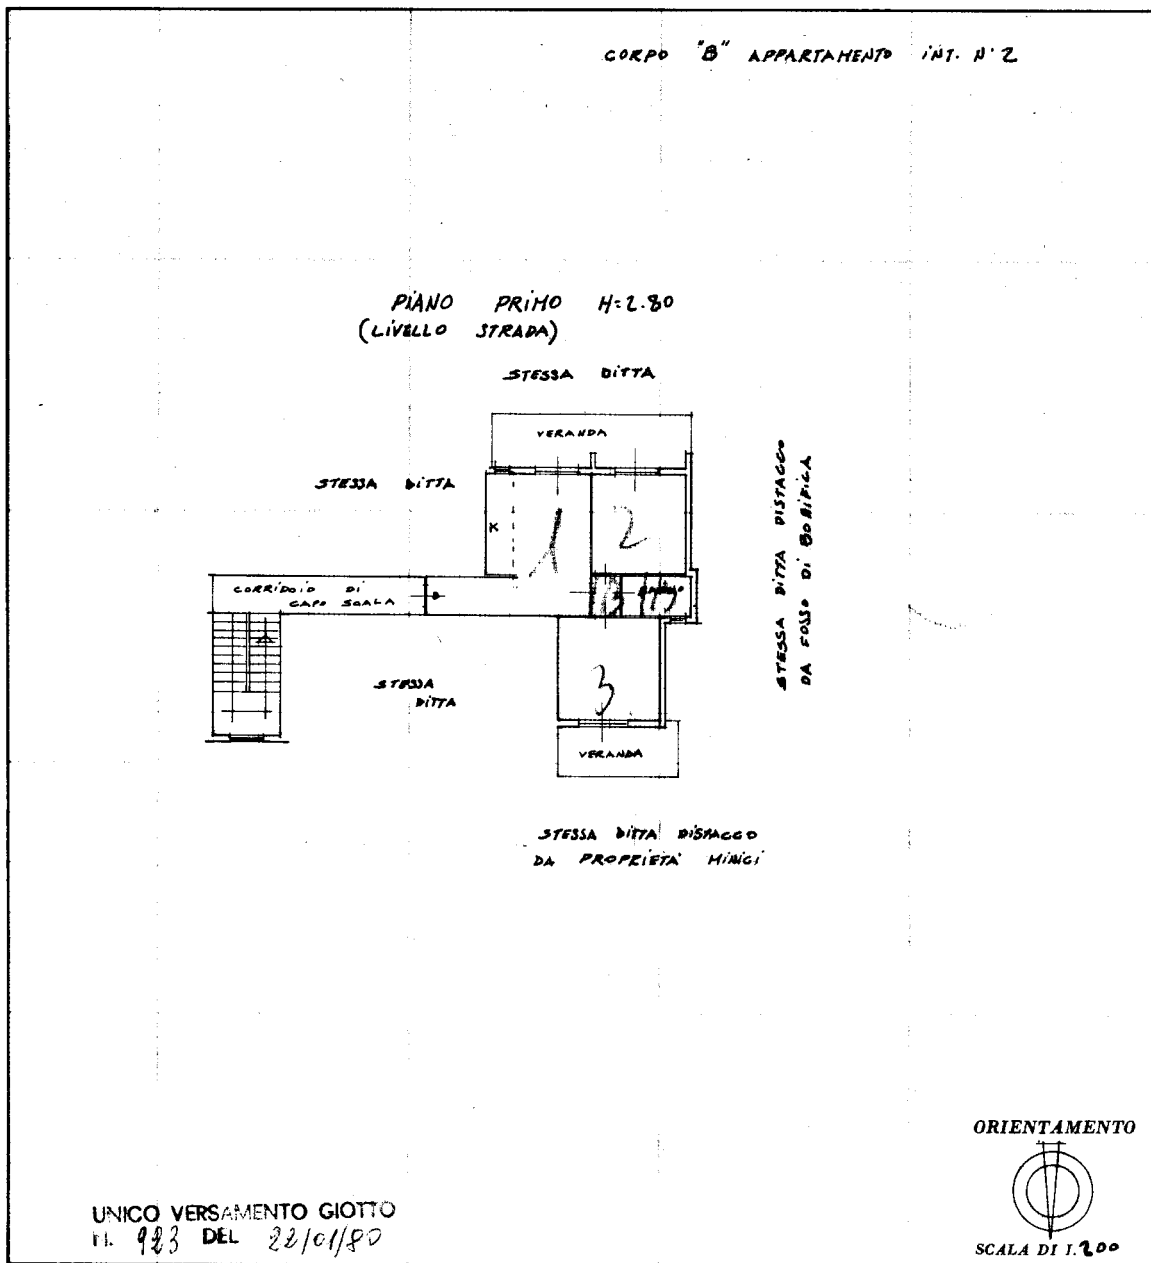 CORPO "B" APPARTAMENTO INT. N° 2
PIANO PRIMO H=2.80
(LIVELLO STRADA)
STESSA DITTA
VERANDA
STESSA DITTA
K
1
2
CORRIDOIO DI
CAPO SCALA
STESSA
DITTA
3
VERANDA
STESSA DITTA DISTACCO
DA FOSSO DI BONIFICA
STESSA DITTA DISTACCO
DA PROPRIETA' MINICI
ORIENTAMENTO
SCALA DI 1:200
UNICO VERSAMENTO GIOTTO
N. 923 DEL 22/01/80